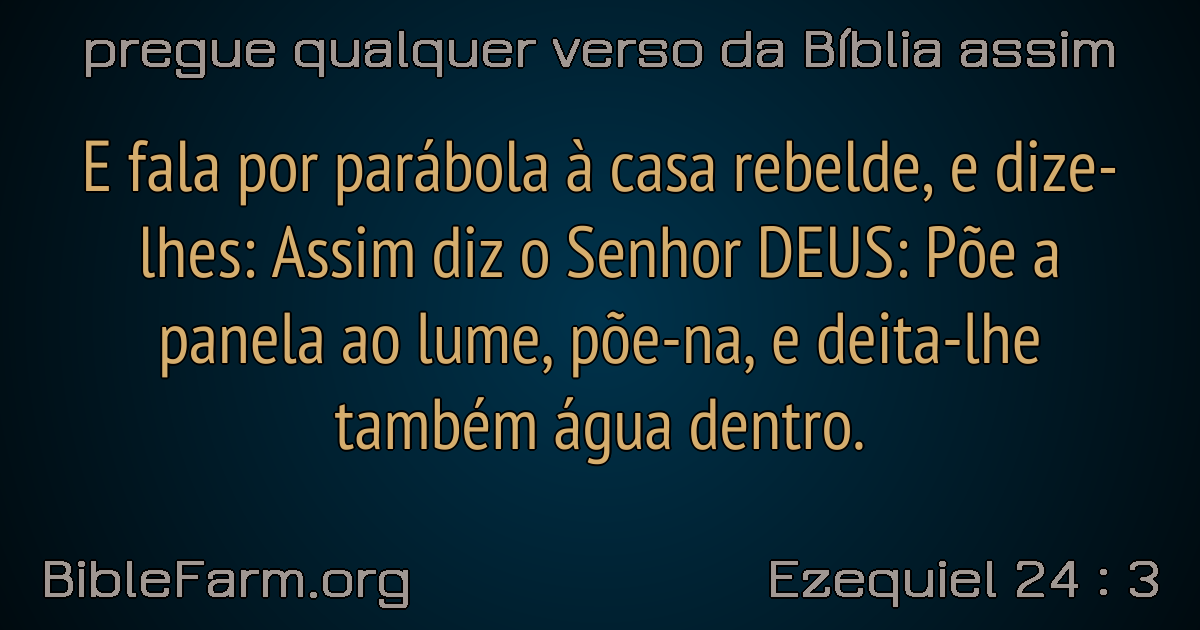 pregue qualquer verso da Bíblia assim
E fala por parábola à casa rebelde, e dize-
lhes: Assim diz o Senhor DEUS: Põe a
panela ao lume, põe-na, e deita-lhe
também água dentro.
BibleFarm.org
Ezequiel 24 : 3